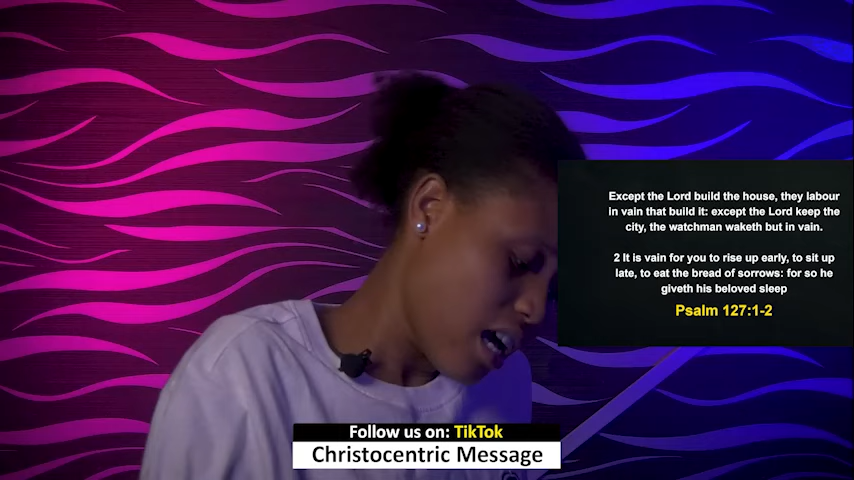 Except the Lord build the house, they labour
in vain that build it: except the Lord keep the
city, the watchman waketh but in vain.
2 It is vain for you to rise up early, to sit up
late, to eat the bread of sorrows: for so he
giveth his beloved sleep
Psalm 127:1-2
Follow us on: TikTok
Christocentric Message